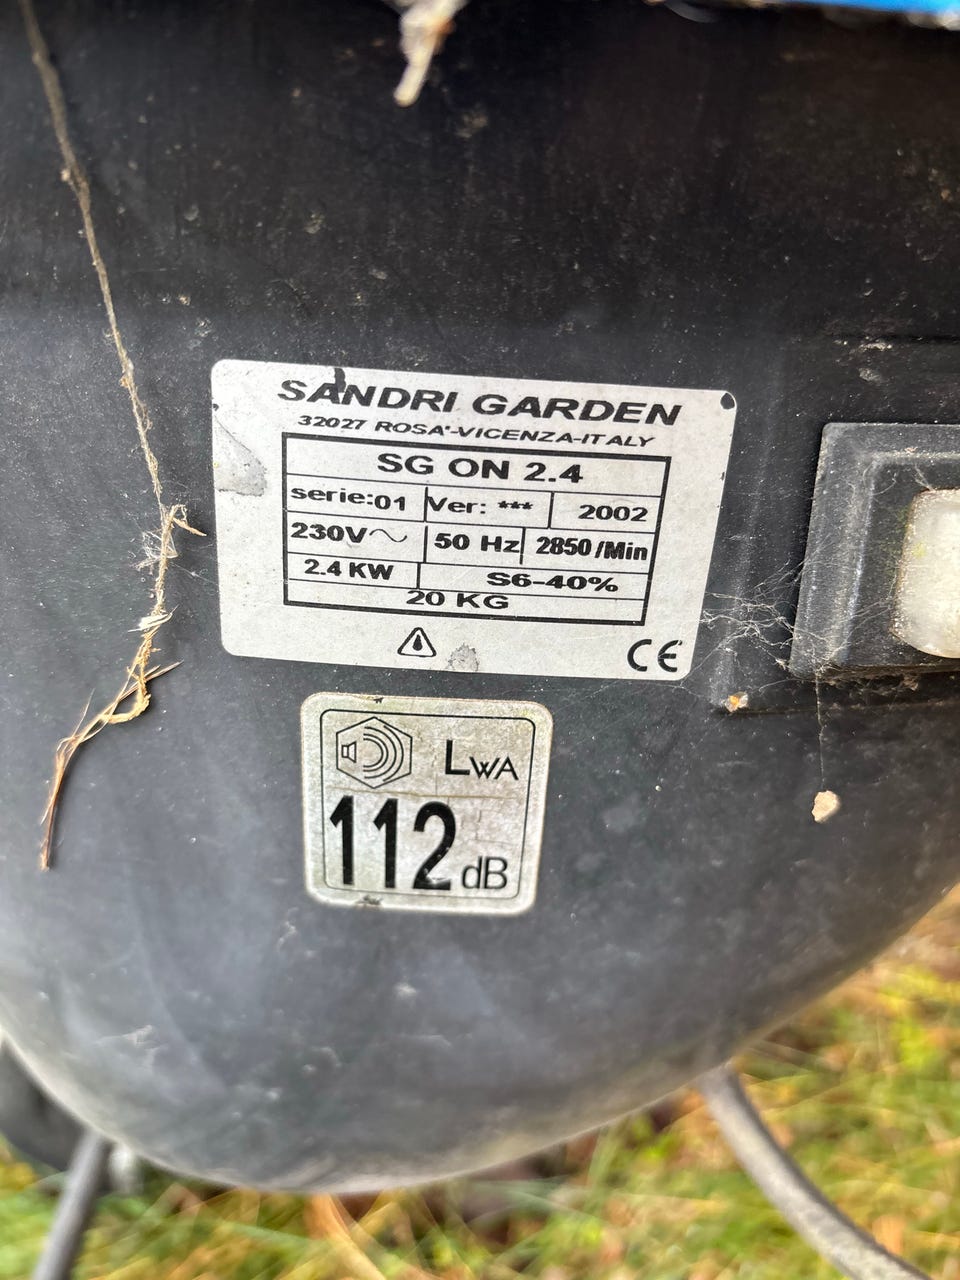 SANDRI GARDEN
32027 ROSA'-VICENZA-ITALY
SG ON 2.4
serie:01 Ver: *** 2002
230V~ 50 Hz 2850/Min
2.4 KW S6-40%
20 KG
CE
LWA
112 dB